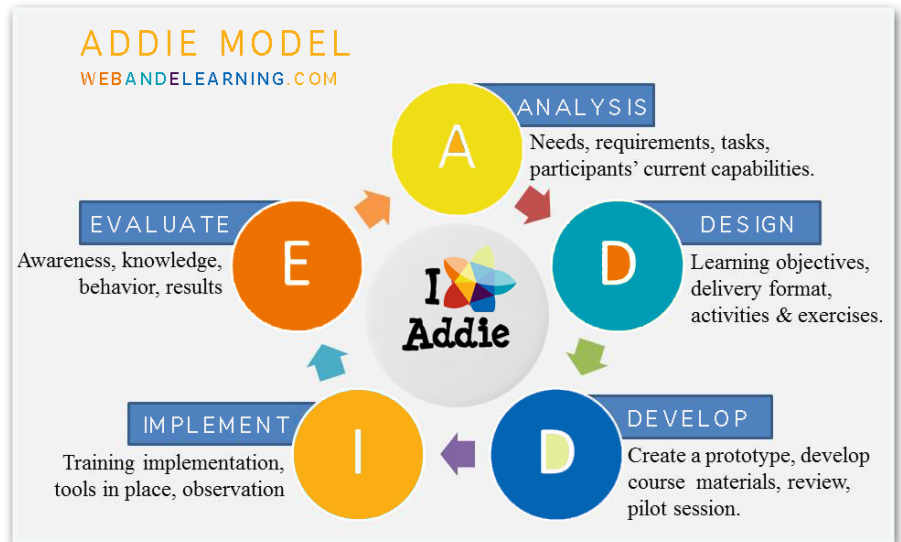 ADDIE MODEL
WEBANDELEARNING.COM
A
ANALYSIS
Needs, requirements, tasks,
participants’ current capabilities.
D
DESIGN
Learning objectives,
delivery format,
activities & exercises.
D
DEVELOP
Create a prototype, develop
course materials, review,
pilot session.
I
IMPLEMENT
Training implementation,
tools in place, observation
E
EVALUATE
Awareness, knowledge,
behavior, results
I
Addie